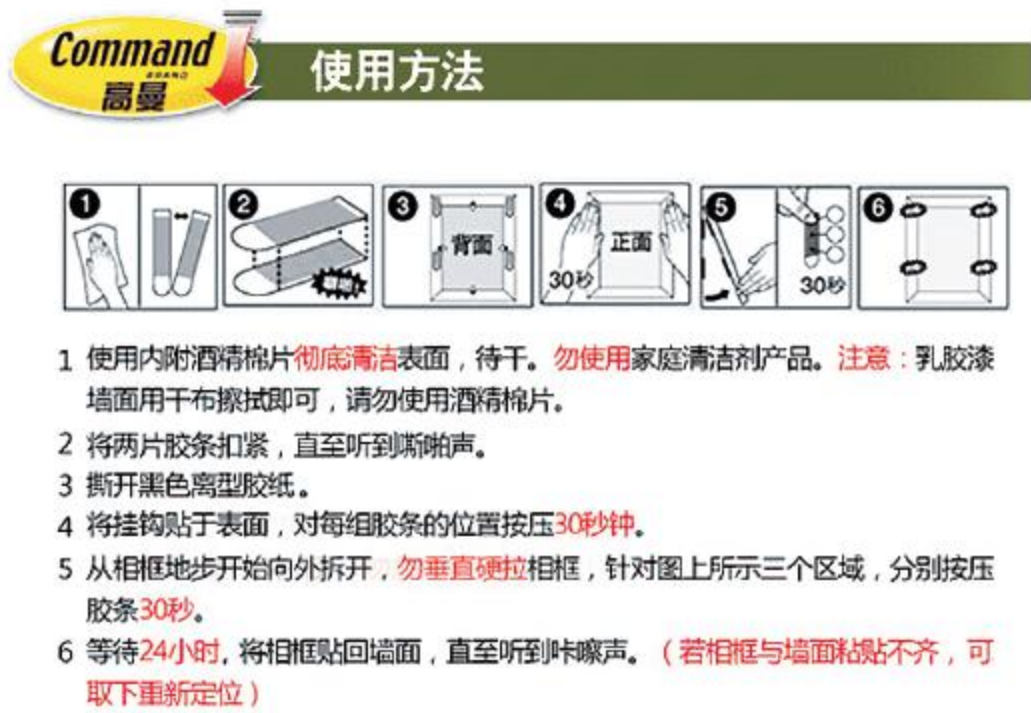 Command
BRAND
高曼
使用方法
1
2
3
背面
4
正面
30秒
5
30秒
6
1 使用内附酒精棉片彻底清洁表面，待干。勿使用家庭清洁剂产品。注意：乳胶漆
墙面用干布擦拭即可，请勿使用酒精棉片。
2 将两片胶条扣紧，直至听到嘶啪声。
3 撕开黑色离型胶纸。
4 将挂钩贴于表面，对每组胶条的位置按压30秒钟。
5 从相框地步开始向外拆开，勿垂直硬拉相框，针对图上所示三个区域，分别按压
胶条30秒。
6 等待24小时，将相框贴回墙面，直至听到咔嚓声。（若相框与墙面粘贴不齐，可
取下重新定位）